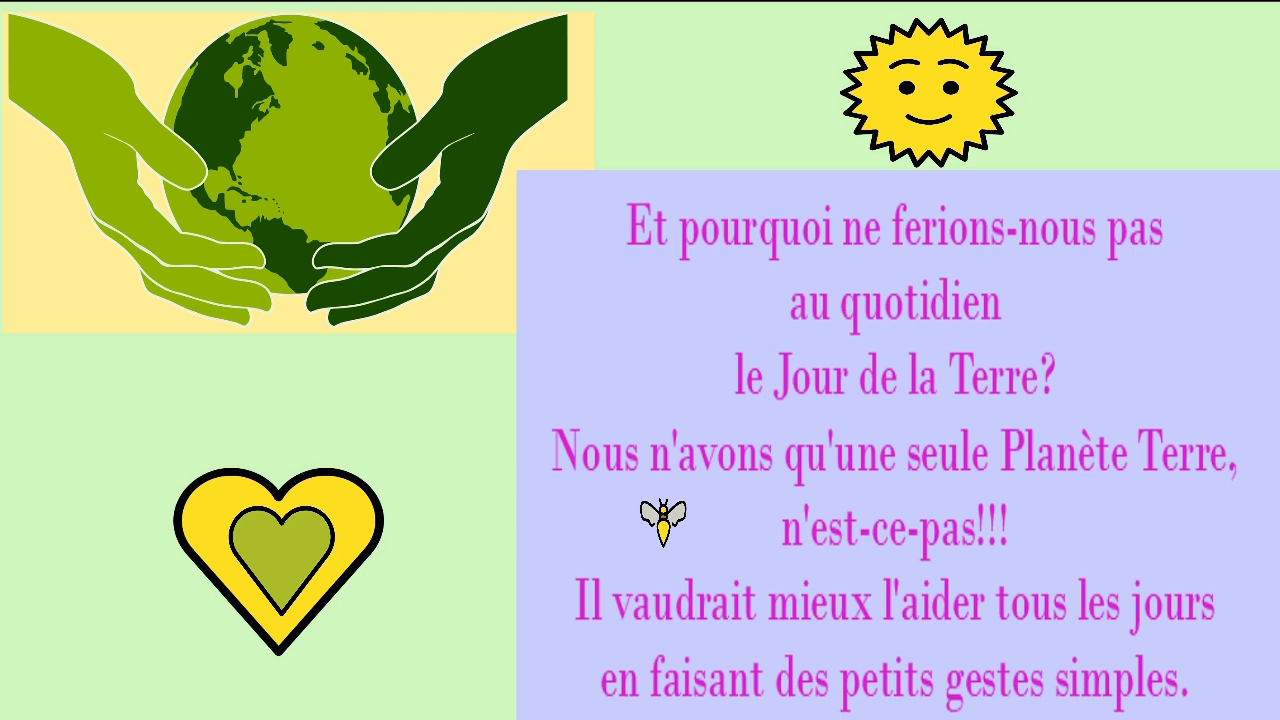 Et pourquoi ne ferions-nous pas
au quotidien
le Jour de la Terre?
Nous n'avons qu'une seule Planète Terre,
n'est-ce-pas!!!
Il vaudrait mieux l'aider tous les jours
en faisant des petits gestes simples.